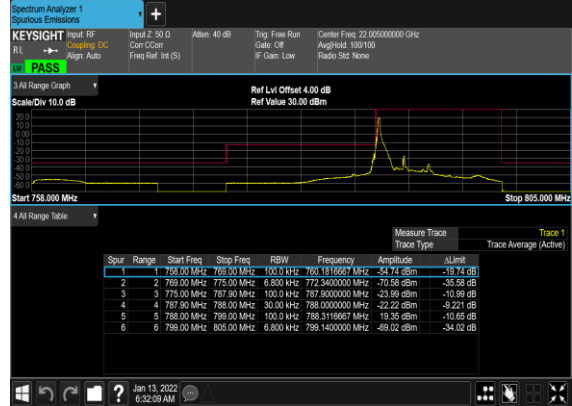 Spectrum Analyzer 1
Spurious Emissions
KEYSIGHT Input: RF Input Z: 50 Ω Atten: 40 dB Trig: Free Run Center Freq: 22.005000000 GHz
RL Coupling: DC Corr CCorr Gate: Off Avg|Hold: 100/100
Align: Auto Freq Ref: Int (S) IF Gain: Low Radio Std: None
PASS
3 All Range Graph Ref Lvl Offset 4.00 dB
Scale/Div 10.0 dB Ref Value 30.00 dBm
20.0
10.0
0.00
-10.0
-20.0
-30.0
-40.0
-50.0
-60.0
Start 758.000 MHz Stop 805.000 MHz
4 All Range Table
Measure Trace Trace 1
Trace Type Trace Average (Active)
Spur Range Start Freq Stop Freq RBW Frequency Amplitude ΔLimit
1 1 758.00 MHz 769.00 MHz 100.0 kHz 760.1816667 MHz -54.74 dBm -19.74 dB
2 2 769.00 MHz 775.00 MHz 6.800 kHz 772.3400000 MHz -70.58 dBm -35.58 dB
3 3 775.00 MHz 787.90 MHz 100.0 kHz 787.9000000 MHz -23.99 dBm -10.99 dB
4 4 787.90 MHz 788.00 MHz 30.00 kHz 788.0000000 MHz -22.22 dBm -9.221 dB
5 5 788.00 MHz 799.00 MHz 100.0 kHz 788.3116667 MHz 19.35 dBm -10.65 dB
6 6 799.00 MHz 805.00 MHz 6.800 kHz 799.1400000 MHz -69.02 dBm -34.02 dB
? Jan 13, 2022
6:32:09 AM